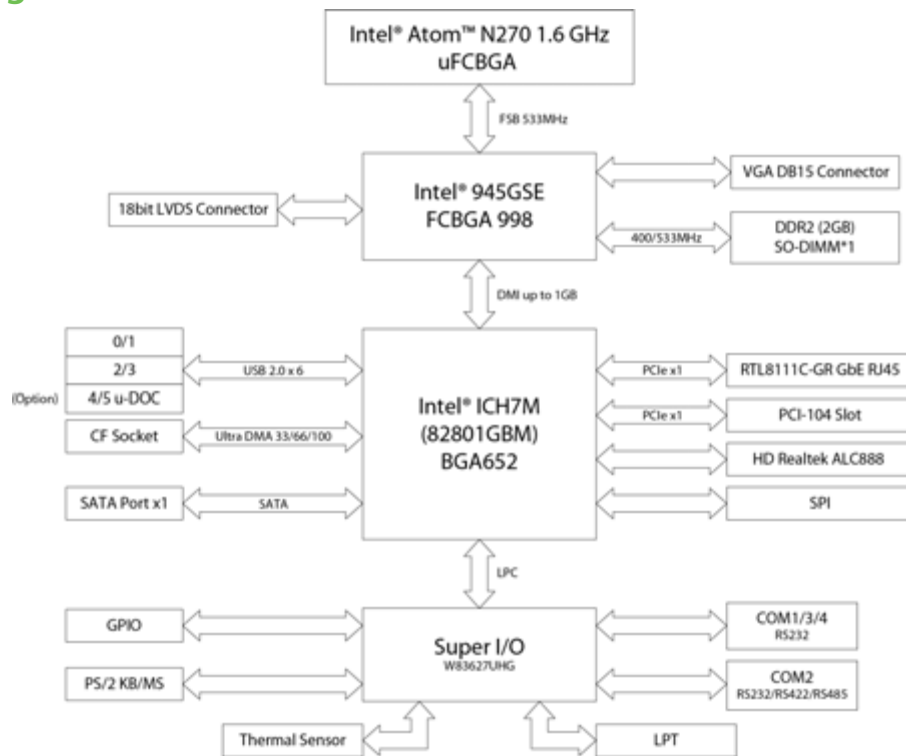 Intel® Atom™ N270 1.6 GHz
uFCBGA
FSB 533MHz
Intel® 945GSE
FCBGA 998
18bit LVDS Connector
VGA DB15 Connector
400/533MHz
DDR2 (2GB)
SO-DIMM*1
DMI up to 1GB
0/1
2/3
(Option)
4/5 u-DOC
USB 2.0 x 6
CF Socket
Ultra DMA 33/66/100
SATA Port x1
SATA
Intel® ICH7M
(82801GBM)
BGA652
PCIe x1
RTL8111C-GR GbE RJ45
PCIe x1
PCI-104 Slot
HD Realtek ALC888
SPI
LPC
GPIO
PS/2 KB/MS
Super I/O
W83627UHG
COM1/3/4
RS232
COM2
RS232/RS422/RS485
Thermal Sensor
LPT